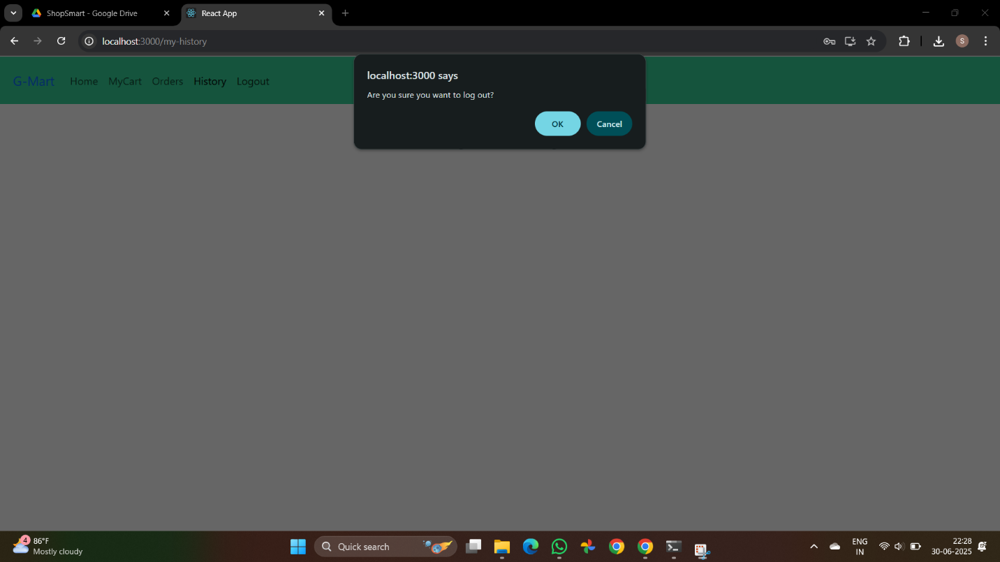 ShopSmart - Google Drive
React App
localhost:3000/my-history
S
G-Mart
Home
MyCart
Orders
History
Logout
localhost:3000 says
Are you sure you want to log out?
OK
Cancel
4
86°F
Mostly cloudy
Quick search
ENG
IN
22:28
30-06-2025